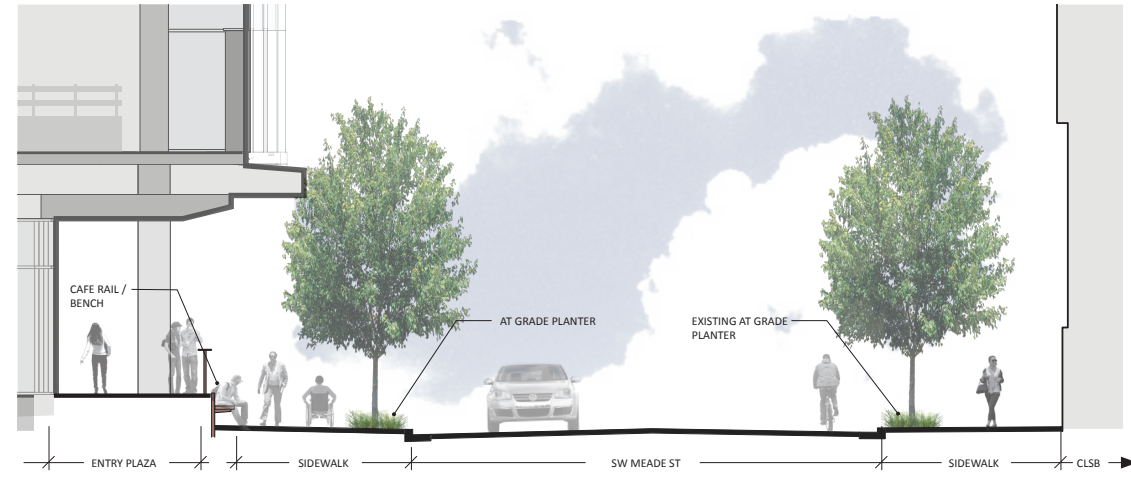 CAFE RAIL /
BENCH
AT GRADE PLANTER
EXISTING AT GRADE
PLANTER
ENTRY PLAZA
SIDEWALK
SW MEADE ST
SIDEWALK
CLSB